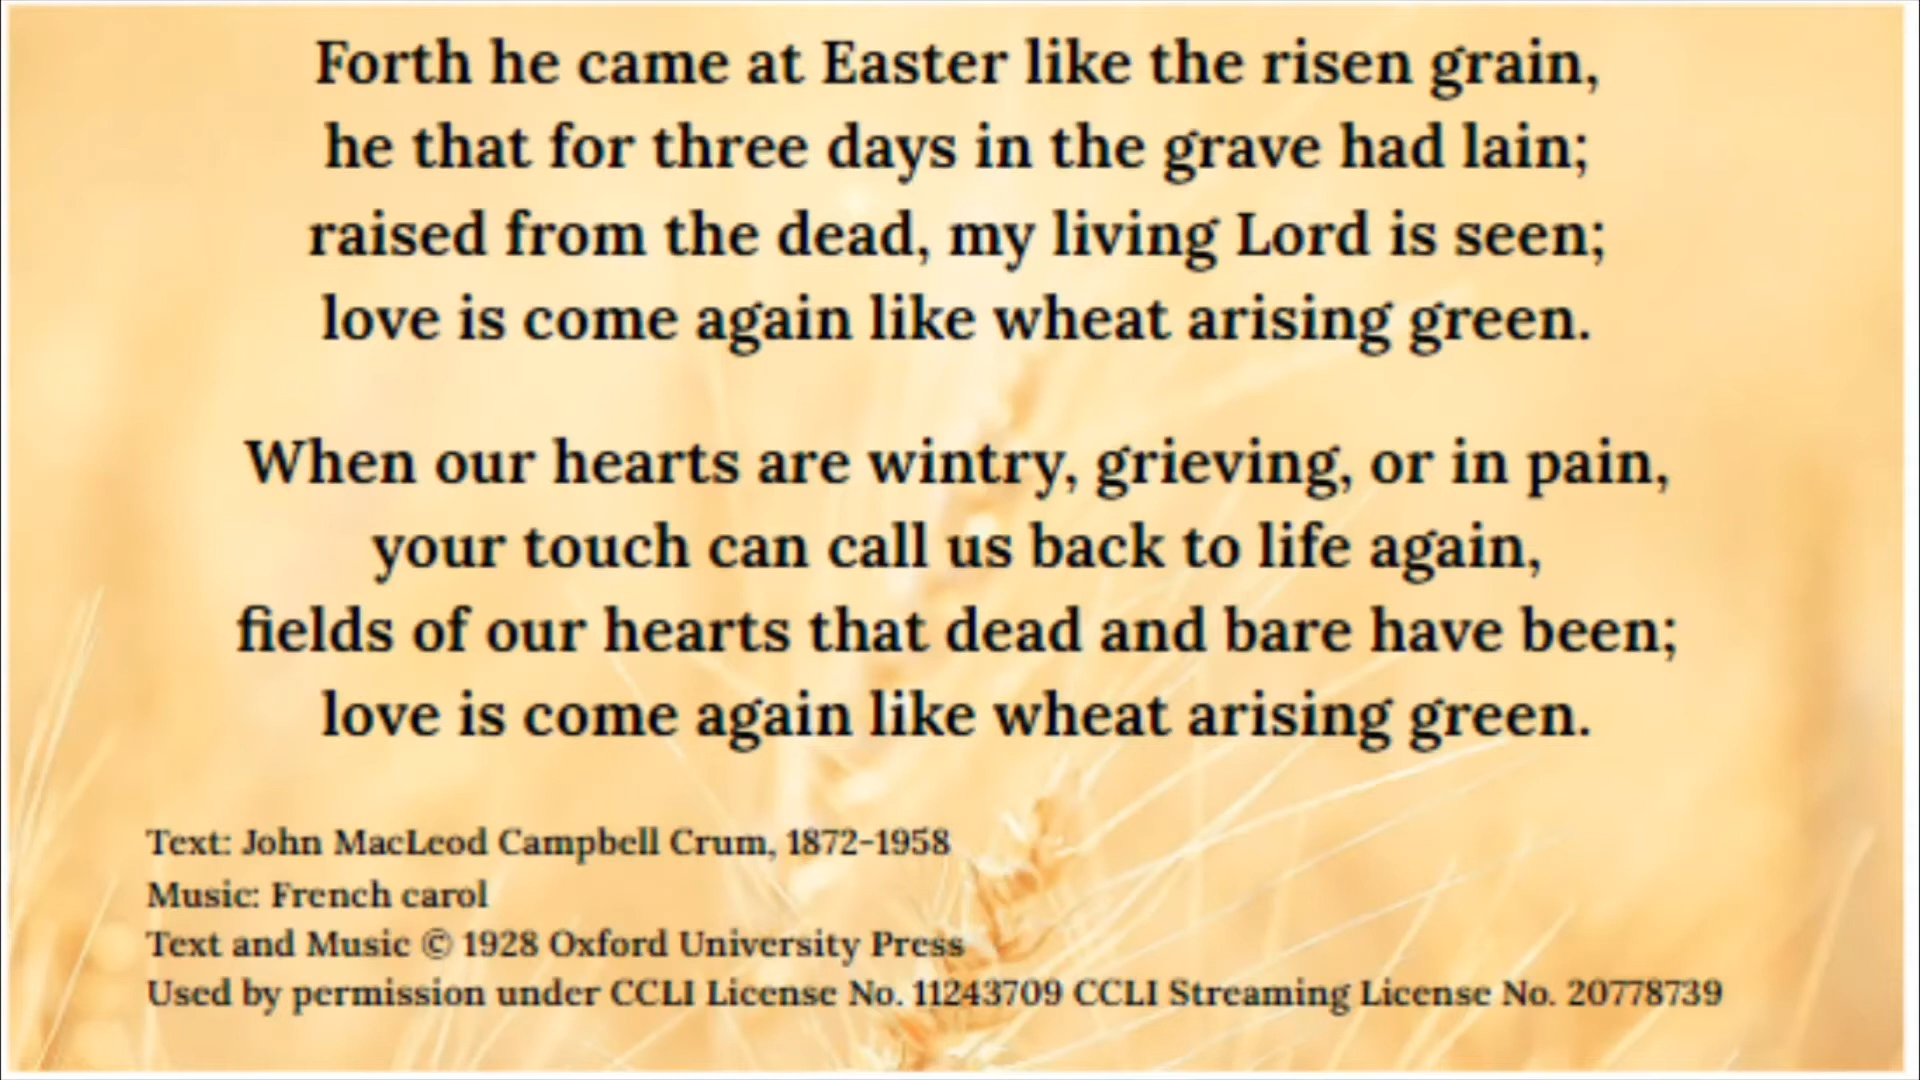 Forth he came at Easter like the risen grain,
he that for three days in the grave had lain;
raised from the dead, my living Lord is seen;
love is come again like wheat arising green.
When our hearts are wintry, grieving, or in pain,
your touch can call us back to life again,
fields of our hearts that dead and bare have been;
love is come again like wheat arising green.
Text: John MacLeod Campbell Crum, 1872-1958
Music: French carol
Text and Music © 1928 Oxford University Press
Used by permission under CCLI License No. 11243709 CCLI Streaming License No. 20778739